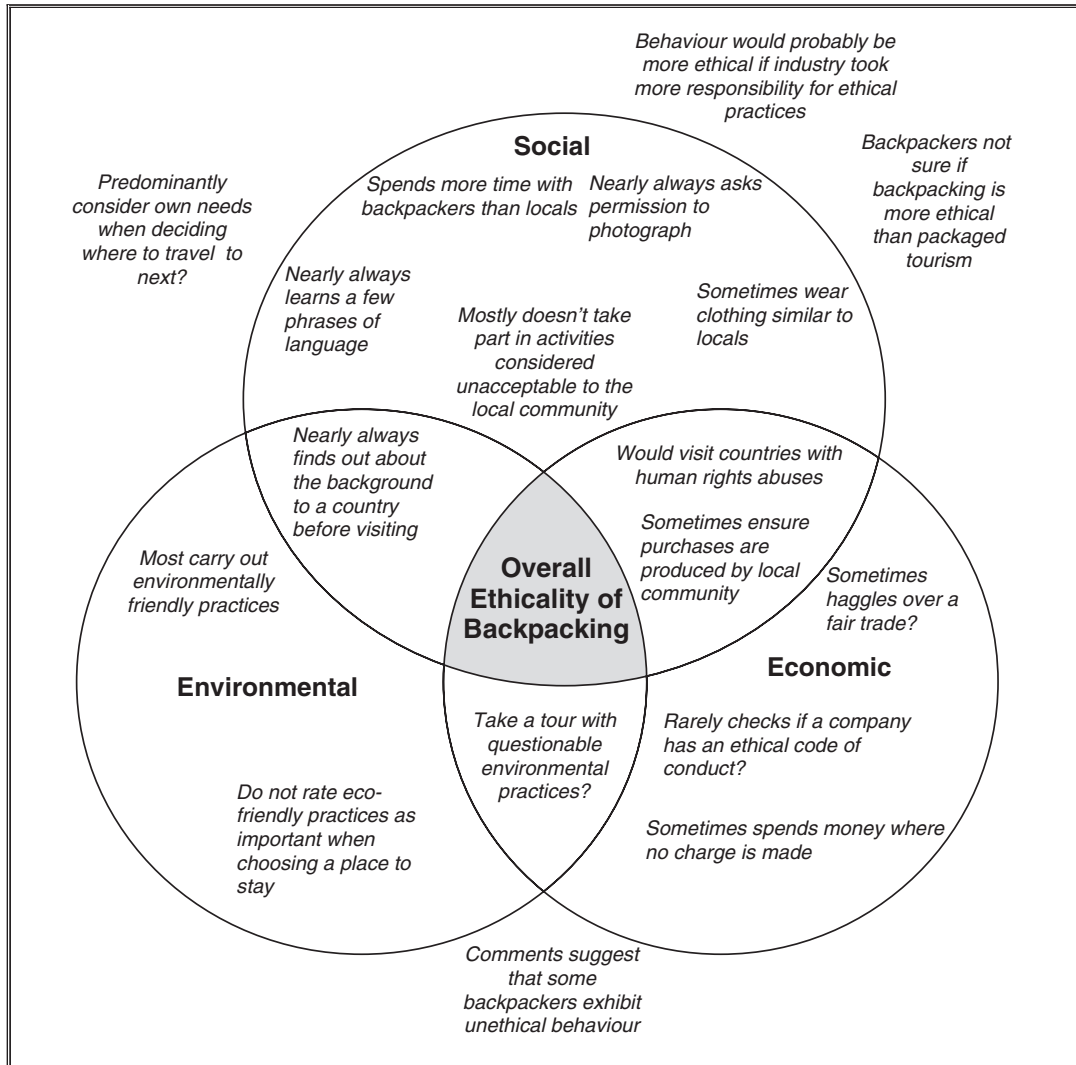 Behaviour would probably be
more ethical if industry took
more responsibility for ethical
practices
Social
Backpackers not
sure if
backpacking is
more ethical
than packaged
tourism
Predominantly
consider own needs
when deciding
where to travel to
next?
Spends more time with
backpackers than locals
Nearly always asks
permission to
photograph
Nearly always
learns a few
phrases of
language
Mostly doesn't take
part in activities
considered
unacceptable to the
local community
Sometimes wear
clothing similar to
locals
Nearly always
finds out about
the background
to a country
before visiting
Would visit countries with
human rights abuses
Sometimes ensure
purchases are
produced by local
community
Most carry out
environmentally
friendly practices
Overall
Ethicality of
Backpacking
Sometimes
haggles over a
fair trade?
Environmental
Economic
Take a tour with
questionable
environmental
practices?
Rarely checks if a company
has an ethical code of
conduct?
Do not rate eco-
friendly practices as
important when
choosing a place to
stay
Sometimes spends money where
no charge is made
Comments suggest
that some
backpackers exhibit
unethical behaviour